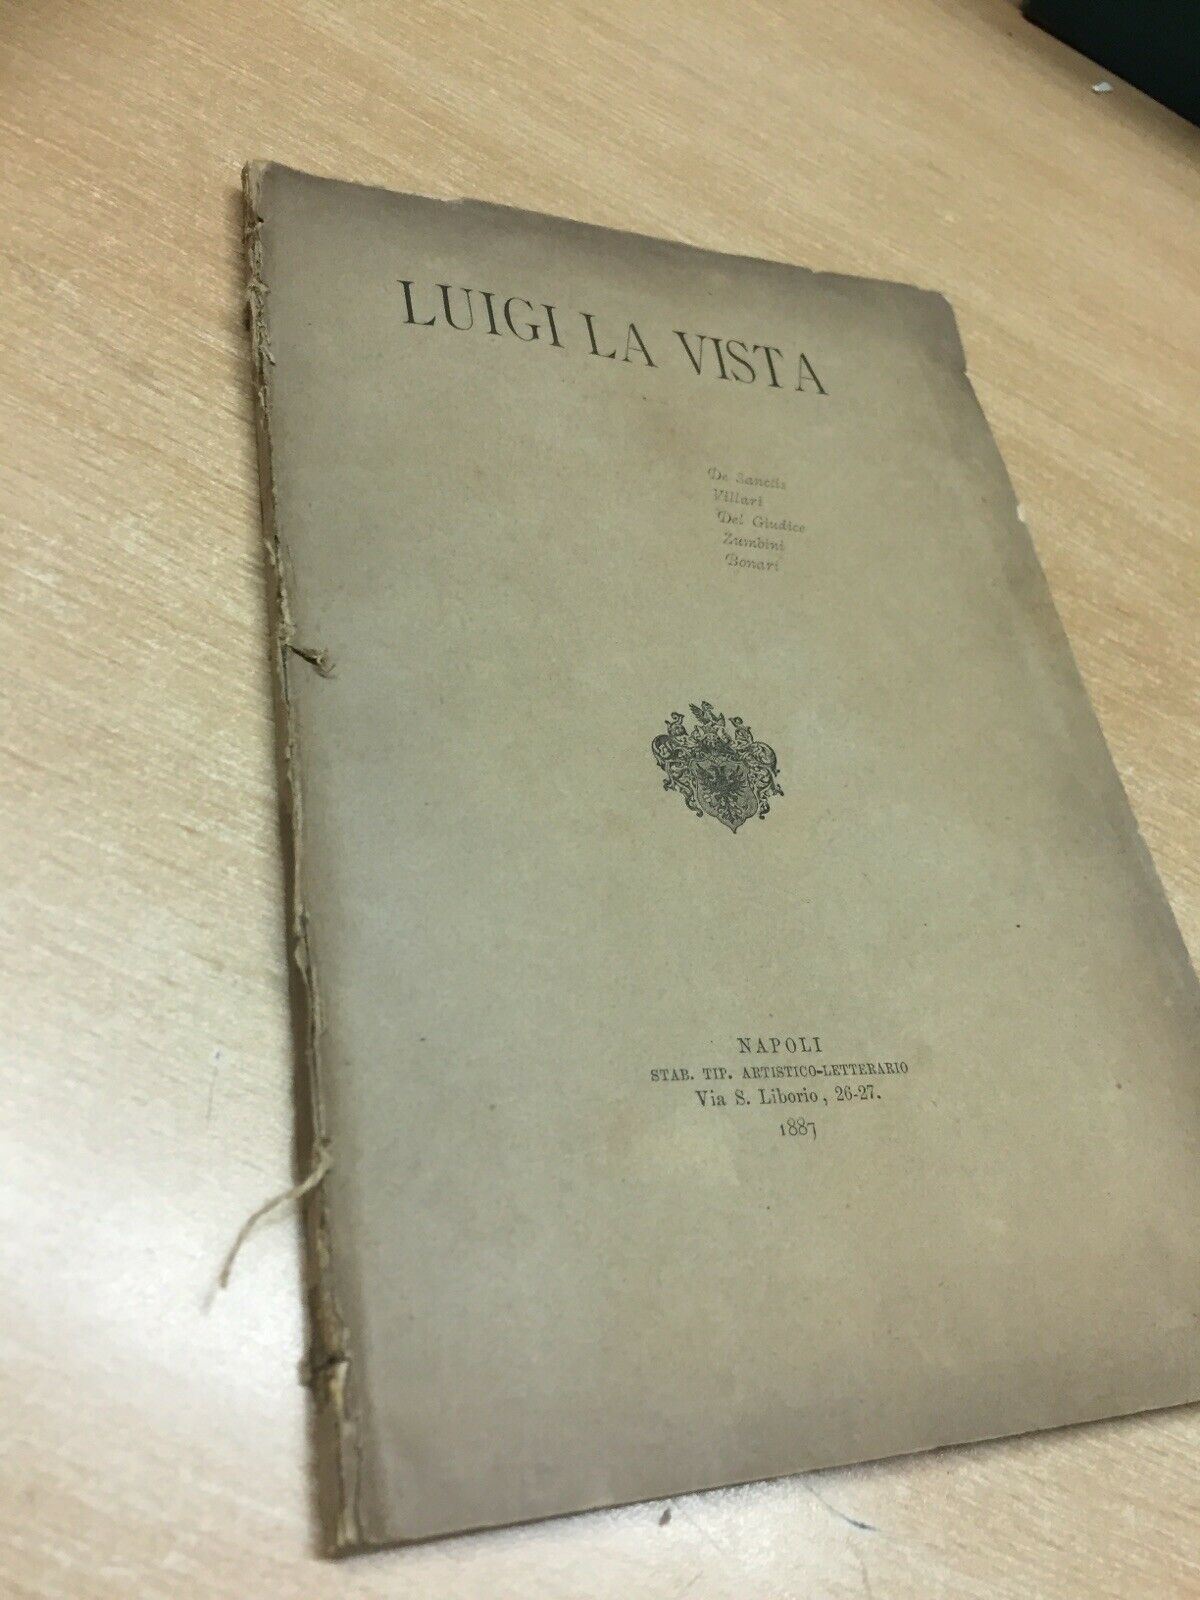 LUIGI LA VISTA
De Sanctis
Villari
Del Giudice
Zumbini
Bonari
NAPOLI
STAB. TIP. ARTISTICO-LETTERARIO
Via S. Liborio, 26-27.
1887